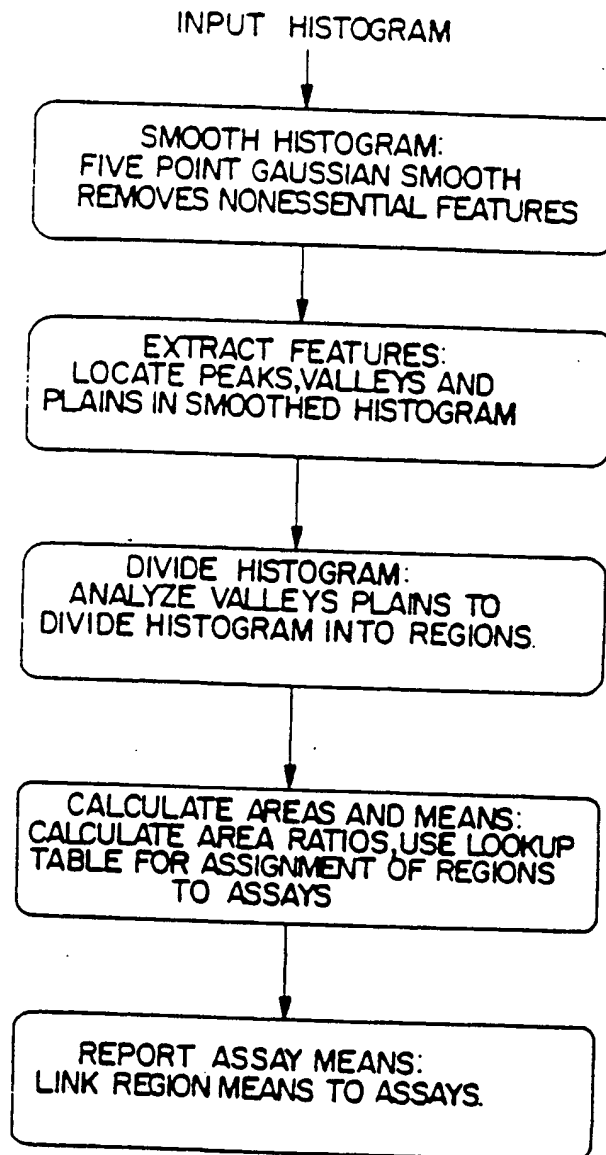 INPUT HISTOGRAM
SMOOTH HISTOGRAM:
FIVE POINT GAUSSIAN SMOOTH
REMOVES NONESSENTIAL FEATURES
EXTRACT FEATURES:
LOCATE PEAKS,VALLEYS AND
PLAINS IN SMOOTHED HISTOGRAM
DIVIDE HISTOGRAM:
ANALYZE VALLEYS PLAINS TO
DIVIDE HISTOGRAM INTO REGIONS.
CALCULATE AREAS AND MEANS:
CALCULATE AREA RATIOS,USE LOOKUP
TABLE FOR ASSIGNMENT OF REGIONS
TO ASSAYS
REPORT ASSAY MEANS:
LINK REGION MEANS TO ASSAYS.